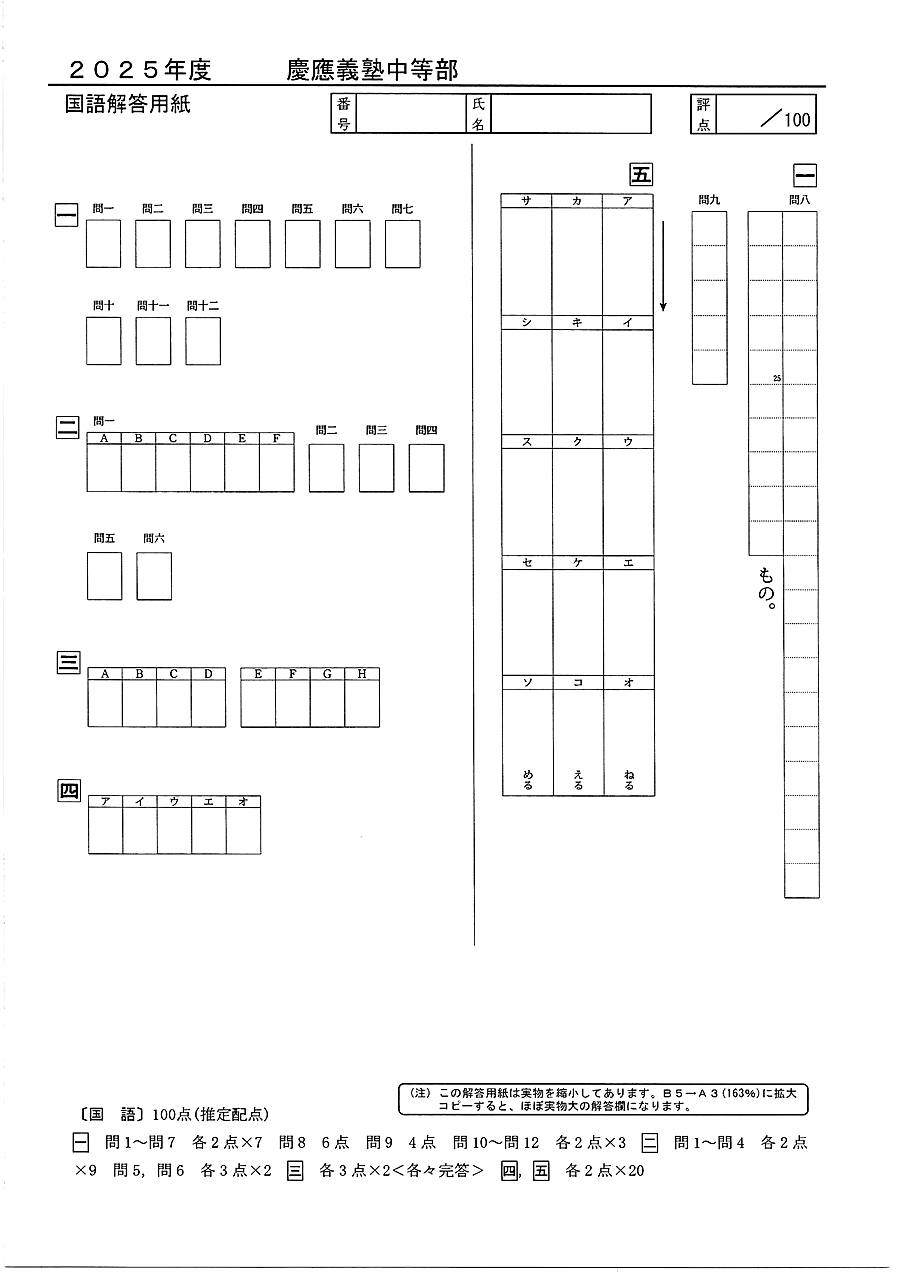 ２０２５年度　慶應義塾中等部
国語解答用紙
番号
氏名
評点
／100
一
問一　問二　問三　問四　問五　問六　問七
問十　問十一　問十二
二
問一
A　B　C　D　E　F
問二　問三　問四
問五　問六
三
A　B　C　D　E　F　G　H
四
ア　イ　ウ　エ　オ
一
問八
25
もの。
問九
五
サ　カ　ア
シ　キ　イ
ス　ク　ウ
セ　ケ　エ
ソ　コ　オ
める　える　ねる
（注）この解答用紙は実物を縮小してあります。Ｂ５→Ａ３(163%)に拡大
コピーすると、ほぼ実物大の解答欄になります。
〔国　語〕100点(推定配点)
一　問1～問7　各2点×7　問8　6点　問9　4点　問10～問12　各2点×3　二　問1～問4　各2点
×9　問5, 問6　各3点×2　三　各3点×2＜各々完答＞　四, 五　各2点×20